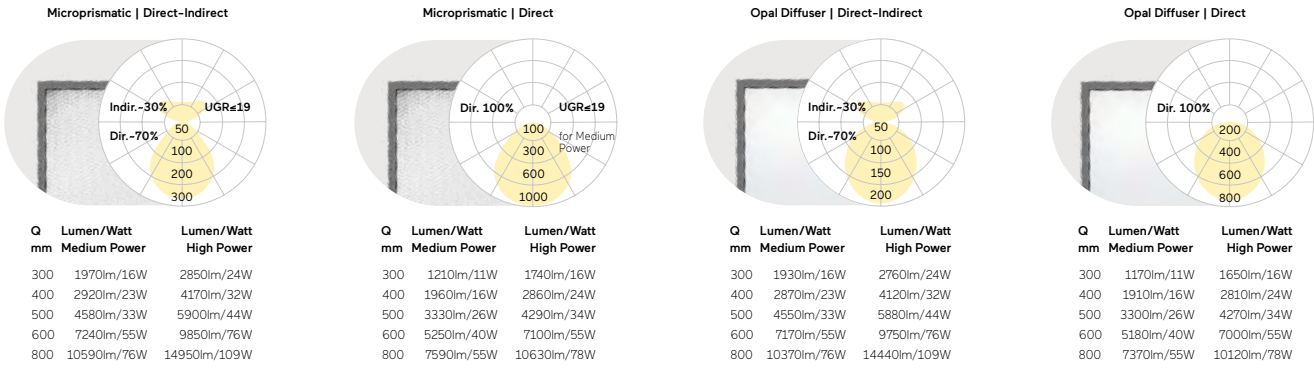 Microprismatic | Direct-Indirect
Indir.-30%
UGR≤19
Dir.-70%
50
100
200
300
Q
mm
Lumen/Watt
Medium Power
Lumen/Watt
High Power
300 1970lm/16W 2850lm/24W
400 2920lm/23W 4170lm/32W
500 4580lm/33W 5900lm/44W
600 7240lm/55W 9850lm/76W
800 10590lm/76W 14950lm/109W
Microprismatic | Direct
Dir. 100%
UGR≤19
for Medium
Power
100
300
600
1000
Q
mm
Lumen/Watt
Medium Power
Lumen/Watt
High Power
300 1210lm/11W 1740lm/16W
400 1960lm/16W 2860lm/24W
500 3330lm/26W 4290lm/34W
600 5250lm/40W 7100lm/55W
800 7590lm/55W 10630lm/78W
Opal Diffuser | Direct-Indirect
Indir.-30%
Dir.-70%
50
100
150
200
Q
mm
Lumen/Watt
Medium Power
Lumen/Watt
High Power
300 1930lm/16W 2760lm/24W
400 2870lm/23W 4120lm/32W
500 4550lm/33W 5880lm/44W
600 7170lm/55W 9750lm/76W
800 10370lm/76W 14440lm/109W
Opal Diffuser | Direct
Dir. 100%
200
400
600
800
Q
mm
Lumen/Watt
Medium Power
Lumen/Watt
High Power
300 1170lm/11W 1650lm/16W
400 1910lm/16W 2810lm/24W
500 3300lm/26W 4270lm/34W
600 5180lm/40W 7000lm/55W
800 7370lm/55W 10120lm/78W